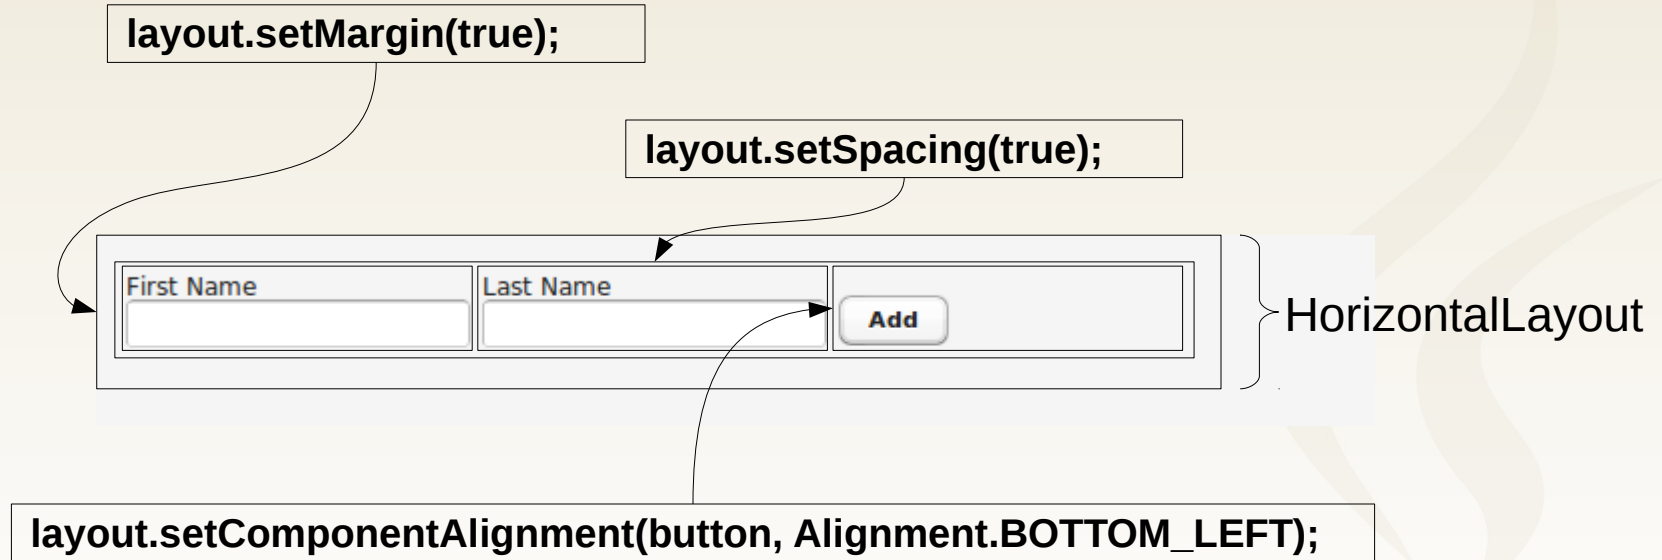 layout.setMargin(true);
layout.setSpacing(true);
First Name
Last Name
Add
HorizontalLayout
layout.setComponentAlignment(button, Alignment.BOTTOM_LEFT);